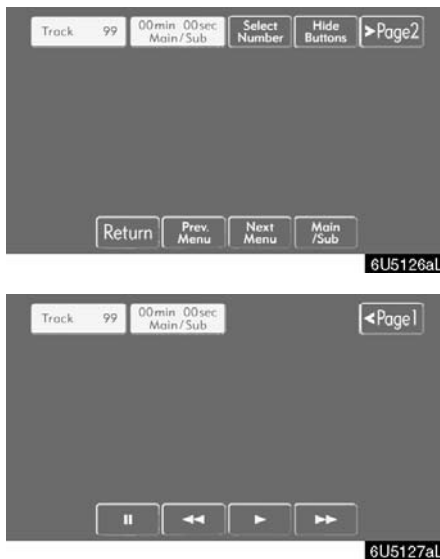 Track 99
00min 00sec
Main/Sub
Select
Number
Hide
Buttons
>Page2
Return
Prev.
Menu
Next
Menu
Main
/Sub
6U5126aL
Track 99
00min 00sec
Main/Sub
<Page1
6U5127aL